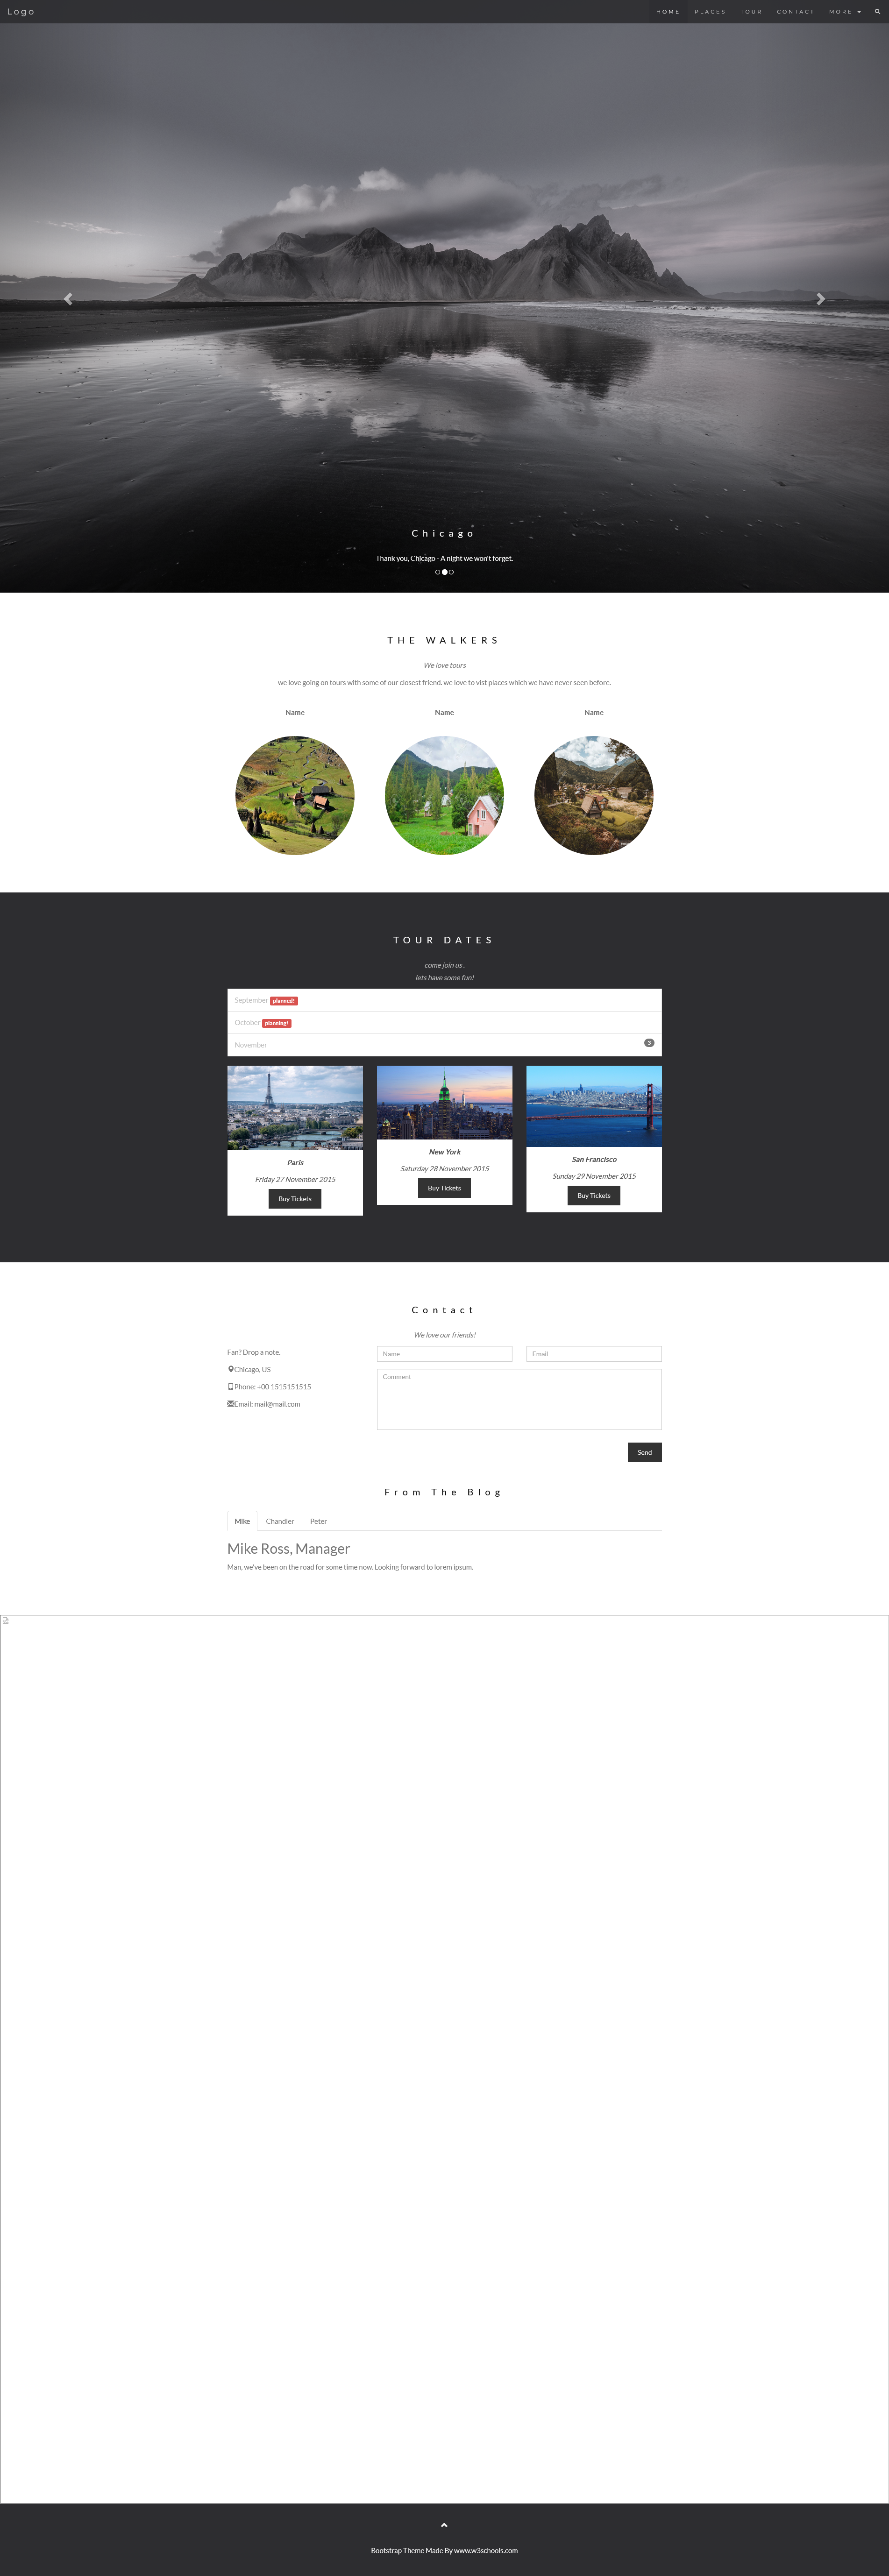 Logo
HOME PLACES TOUR CONTACT MORE
Chicago
Thank you, Chicago - A night we won't forget.
THE WALKERS
We love tours
we love going on tours with some of our closest friend. we love to vist places which we have never seen before.
Name Name Name
TOUR DATES
come join us .
lets have some fun!
September planned!
October planning!
November 3
Paris
Friday 27 November 2015
Buy Tickets
New York
Saturday 28 November 2015
Buy Tickets
San Francisco
Sunday 29 November 2015
Buy Tickets
Contact
We love our friends!
Fan? Drop a note.
Chicago, US
Phone: +00 1515151515
Email: mail@mail.com
Name Email
Comment
Send
From The Blog
Mike Chandler Peter
Mike Ross, Manager
Man, we've been on the road for some time now. Looking forward to lorem ipsum.
Bootstrap Theme Made By www.w3schools.com